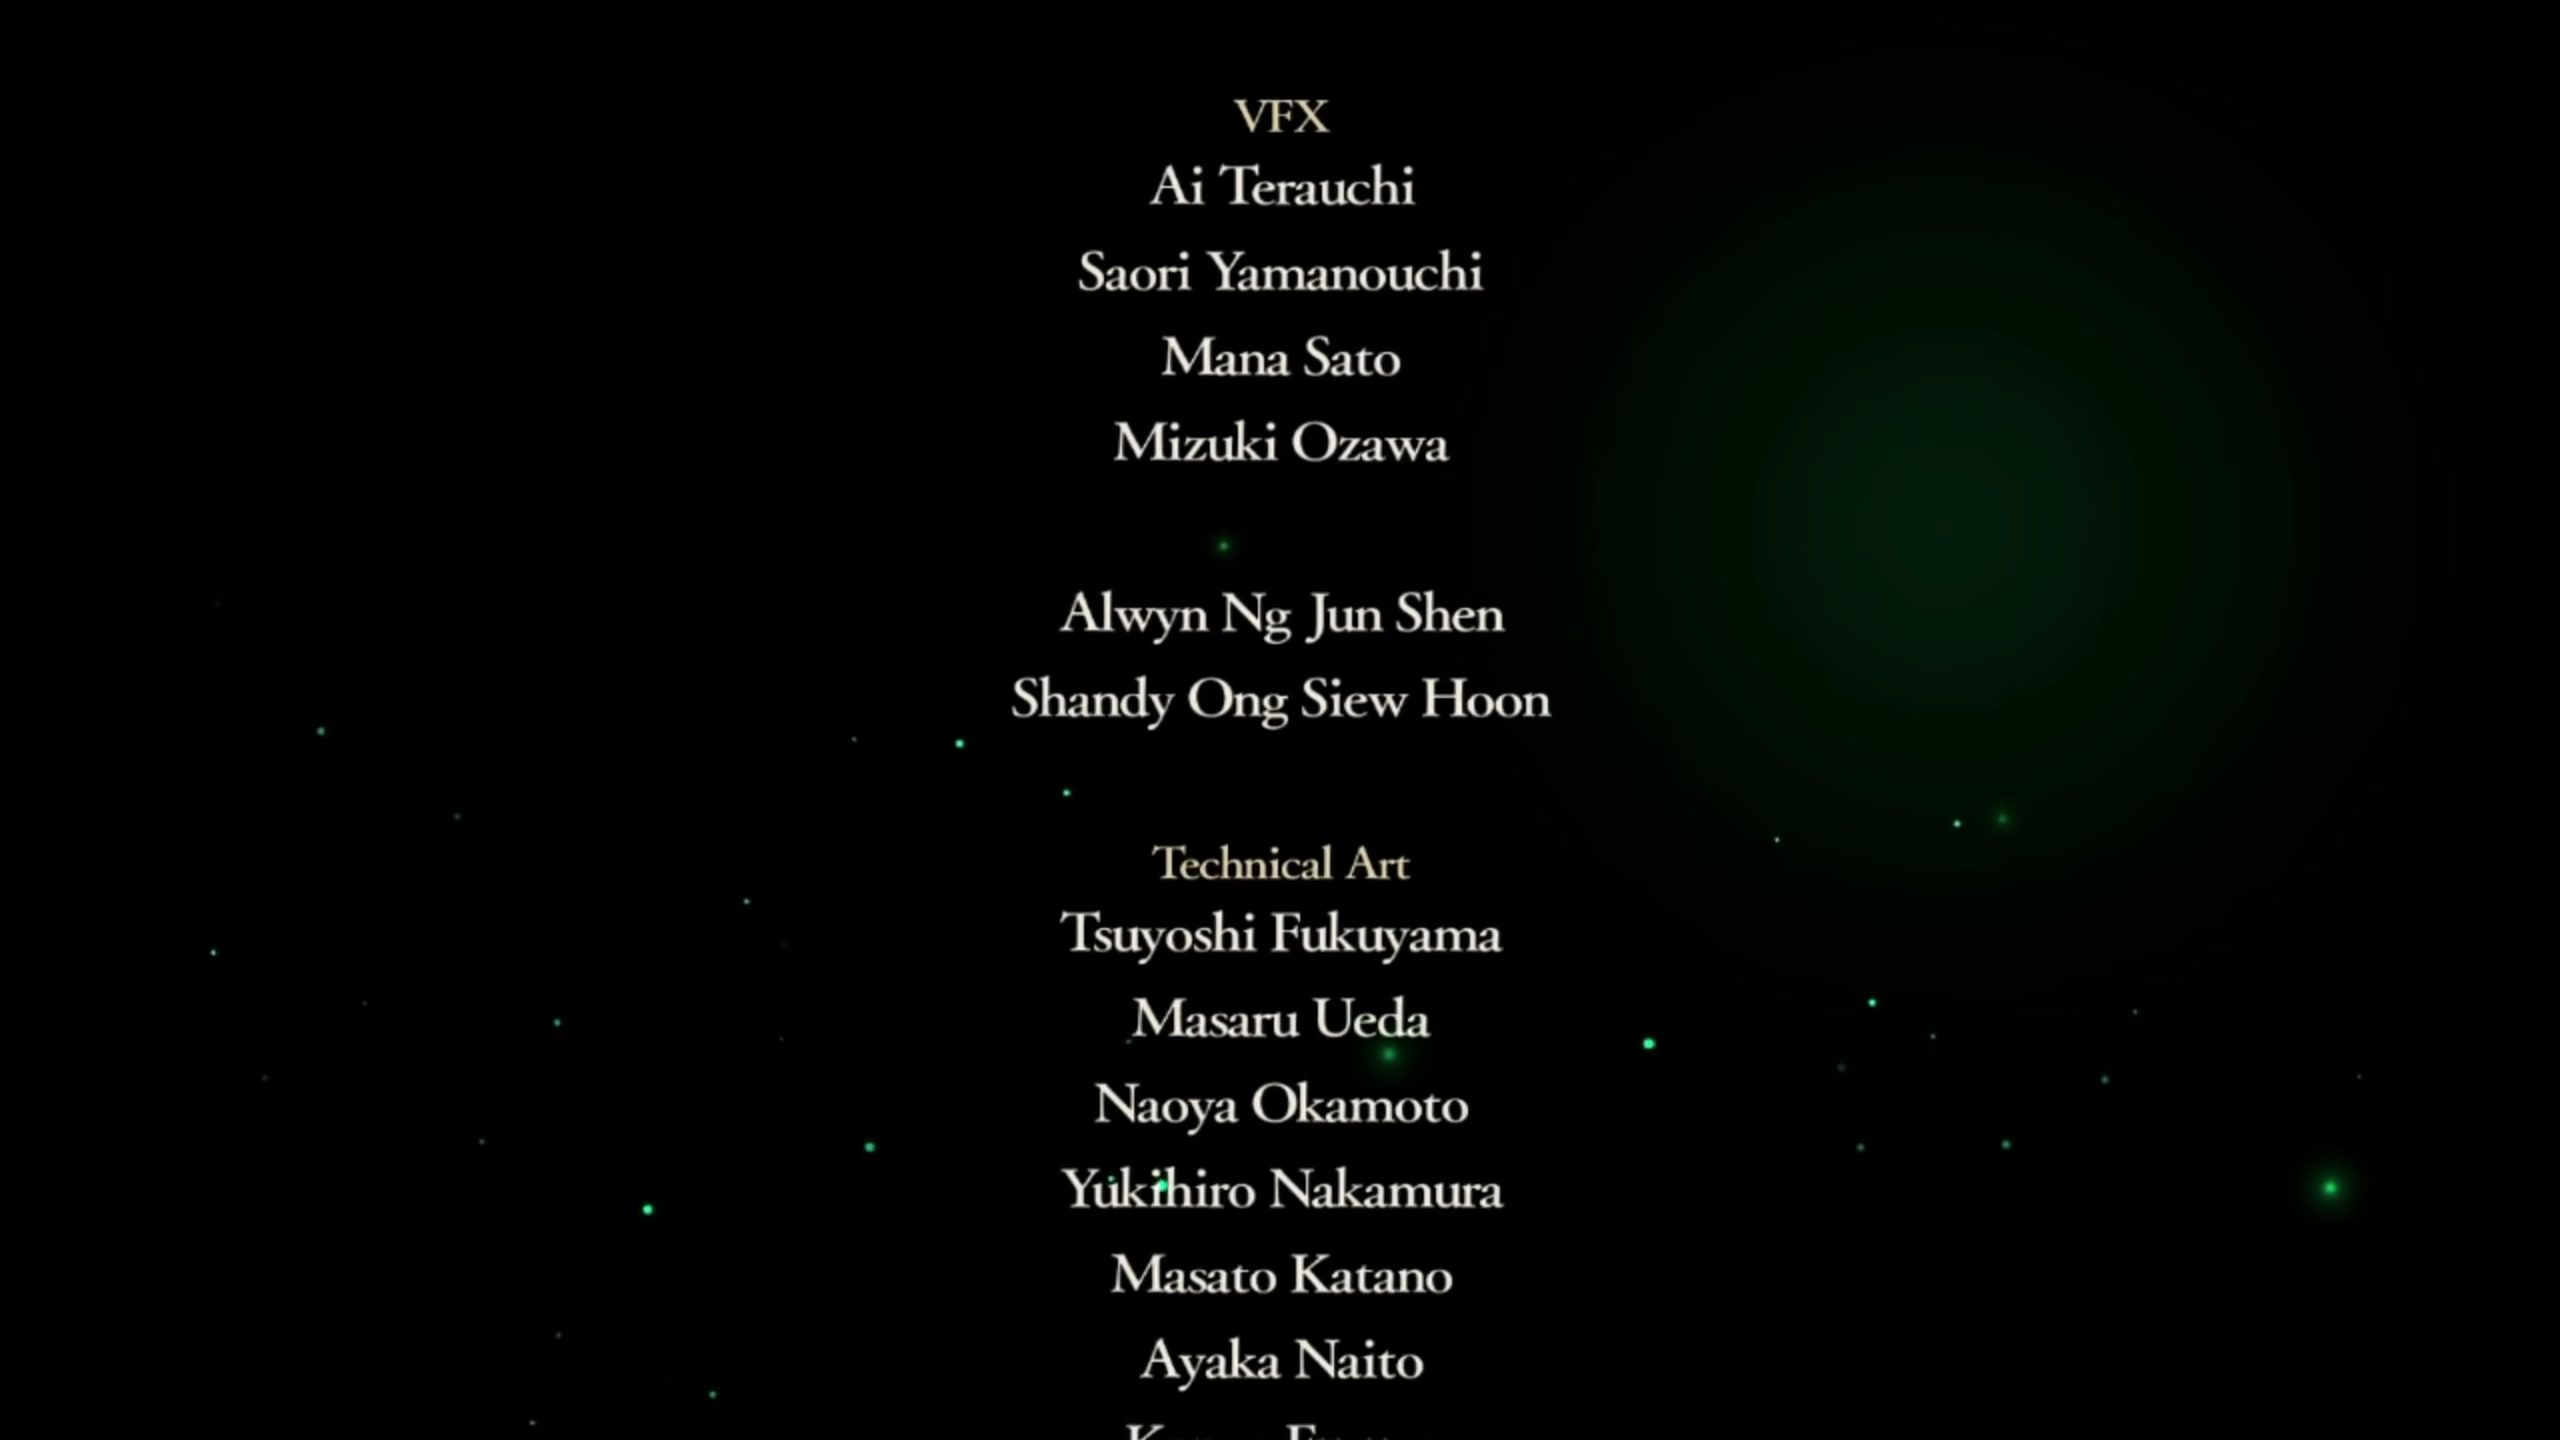 VFX
Ai Terauchi
Saori Yamanouchi
Mana Sato
Mizuki Ozawa
Alwyn Ng Jun Shen
Shandy Ong Siew Hoon
Technical Art
Tsuyoshi Fukuyama
Masaru Ueda
Naoya Okamoto
Yukihiro Nakamura
Masato Katano
Ayaka Naito